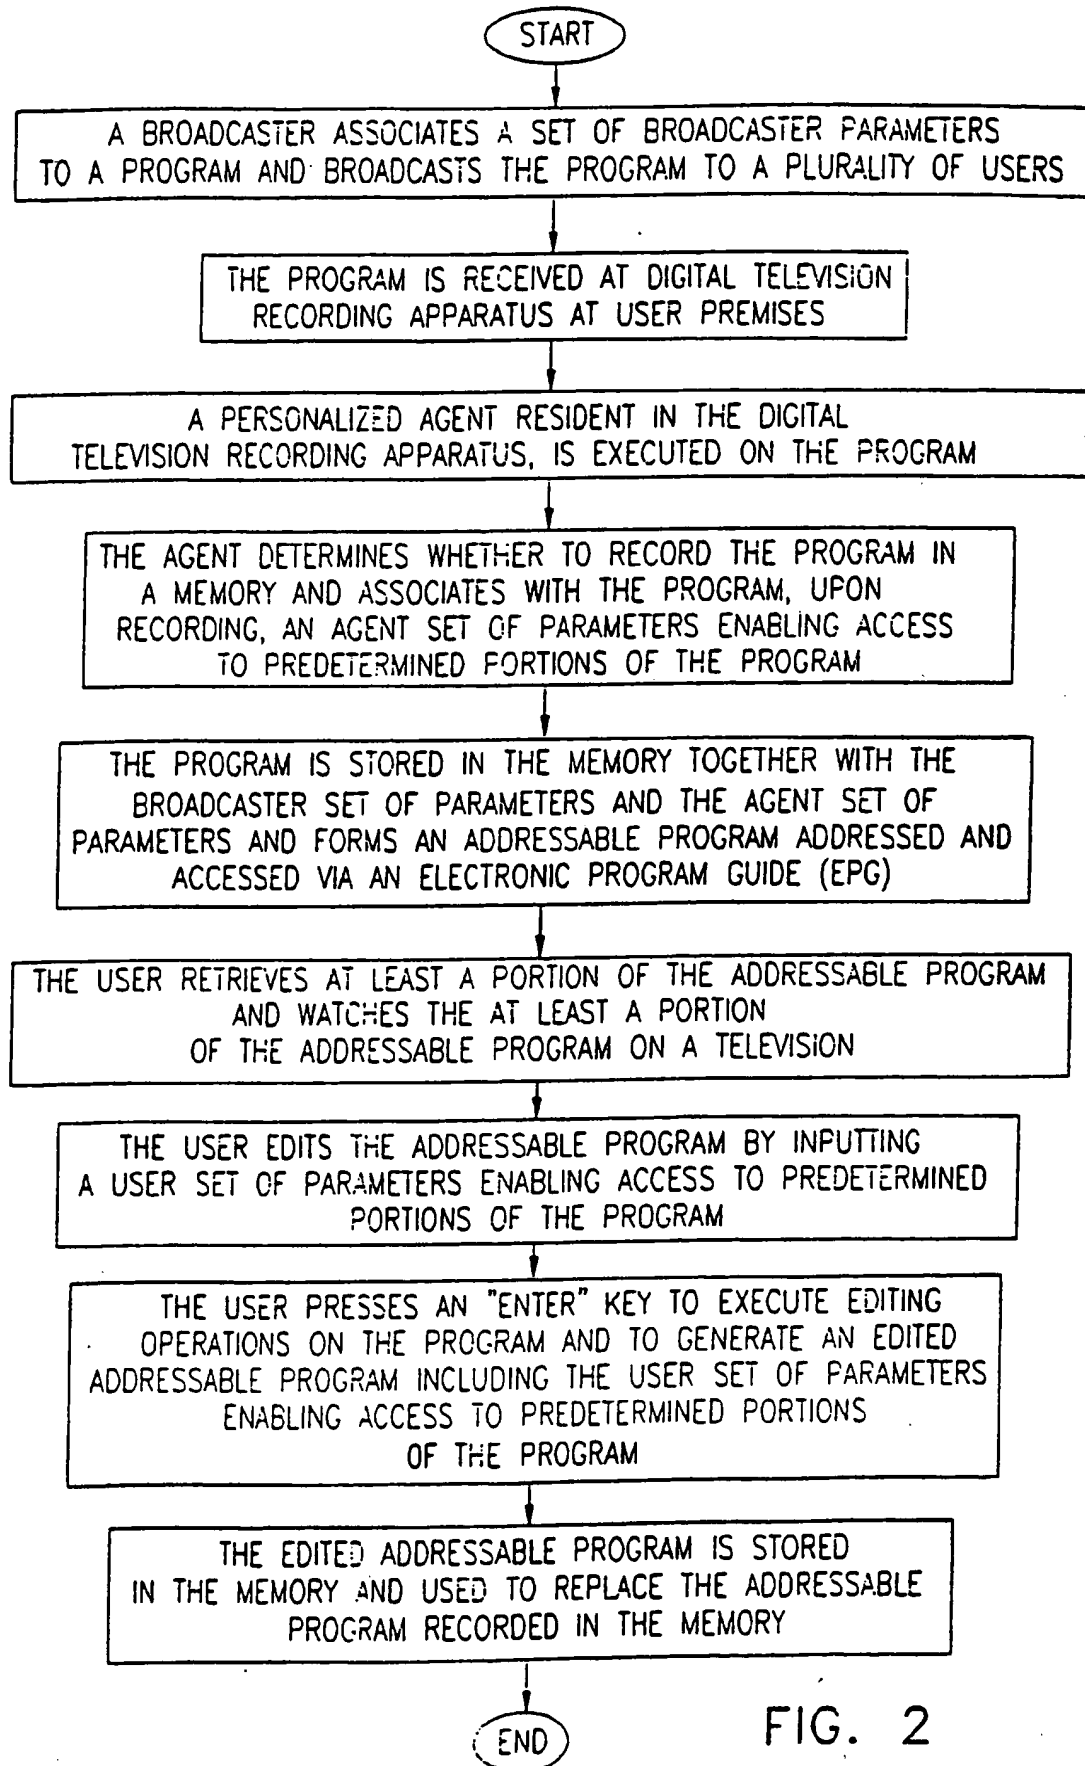 START
A BROADCASTER ASSOCIATES A SET OF BROADCASTER PARAMETERS
TO A PROGRAM AND BROADCASTS THE PROGRAM TO A PLURALITY OF USERS
THE PROGRAM IS RECEIVED AT DIGITAL TELEVISION
RECORDING APPARATUS AT USER PREMISES
A PERSONALIZED AGENT RESIDENT IN THE DIGITAL
TELEVISION RECORDING APPARATUS, IS EXECUTED ON THE PROGRAM
THE AGENT DETERMINES WHETHER TO RECORD THE PROGRAM IN
A MEMORY AND ASSOCIATES WITH THE PROGRAM, UPON
RECORDING, AN AGENT SET OF PARAMETERS ENABLING ACCESS
TO PREDETERMINED PORTIONS OF THE PROGRAM
THE PROGRAM IS STORED IN THE MEMORY TOGETHER WITH THE
BROADCASTER SET OF PARAMETERS AND THE AGENT SET OF
PARAMETERS AND FORMS AN ADDRESSABLE PROGRAM ADDRESSED AND
ACCESSED VIA AN ELECTRONIC PROGRAM GUIDE (EPG)
THE USER RETRIEVES AT LEAST A PORTION OF THE ADDRESSABLE PROGRAM
AND WATCHES THE AT LEAST A PORTION
OF THE ADDRESSABLE PROGRAM ON A TELEVISION
THE USER EDITS THE ADDRESSABLE PROGRAM BY INPUTTING
A USER SET OF PARAMETERS ENABLING ACCESS TO PREDETERMINED
PORTIONS OF THE PROGRAM
THE USER PRESSES AN "ENTER" KEY TO EXECUTE EDITING
OPERATIONS ON THE PROGRAM AND TO GENERATE AN EDITED
ADDRESSABLE PROGRAM INCLUDING THE USER SET OF PARAMETERS
ENABLING ACCESS TO PREDETERMINED PORTIONS
OF THE PROGRAM
THE EDITED ADDRESSABLE PROGRAM IS STORED
IN THE MEMORY AND USED TO REPLACE THE ADDRESSABLE
PROGRAM RECORDED IN THE MEMORY
END
FIG. 2